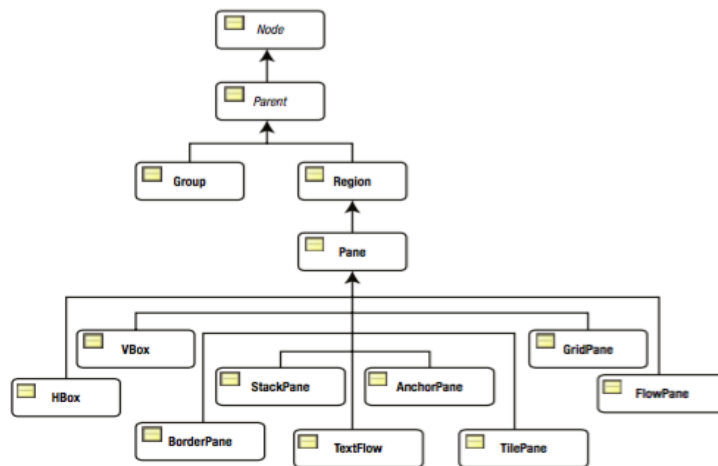 Node
Parent
Group
Region
Pane
VBox
GridPane
StackPane
AnchorPane
HBox
FlowPane
BorderPane
TextFlow
TilePane